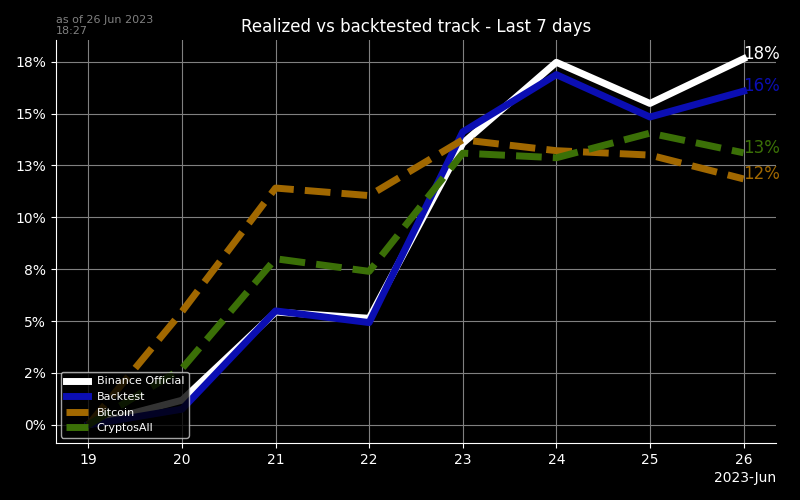 as of 26 Jun 2023
18:27
Realized vs backtested track - Last 7 days
18%
15%
13%
10%
8%
5%
2%
0%
18%
16%
13%
12%
Binance Official
Backtest
Bitcoin
CryptosAll
19 20 21 22 23 24 25 26
2023-Jun